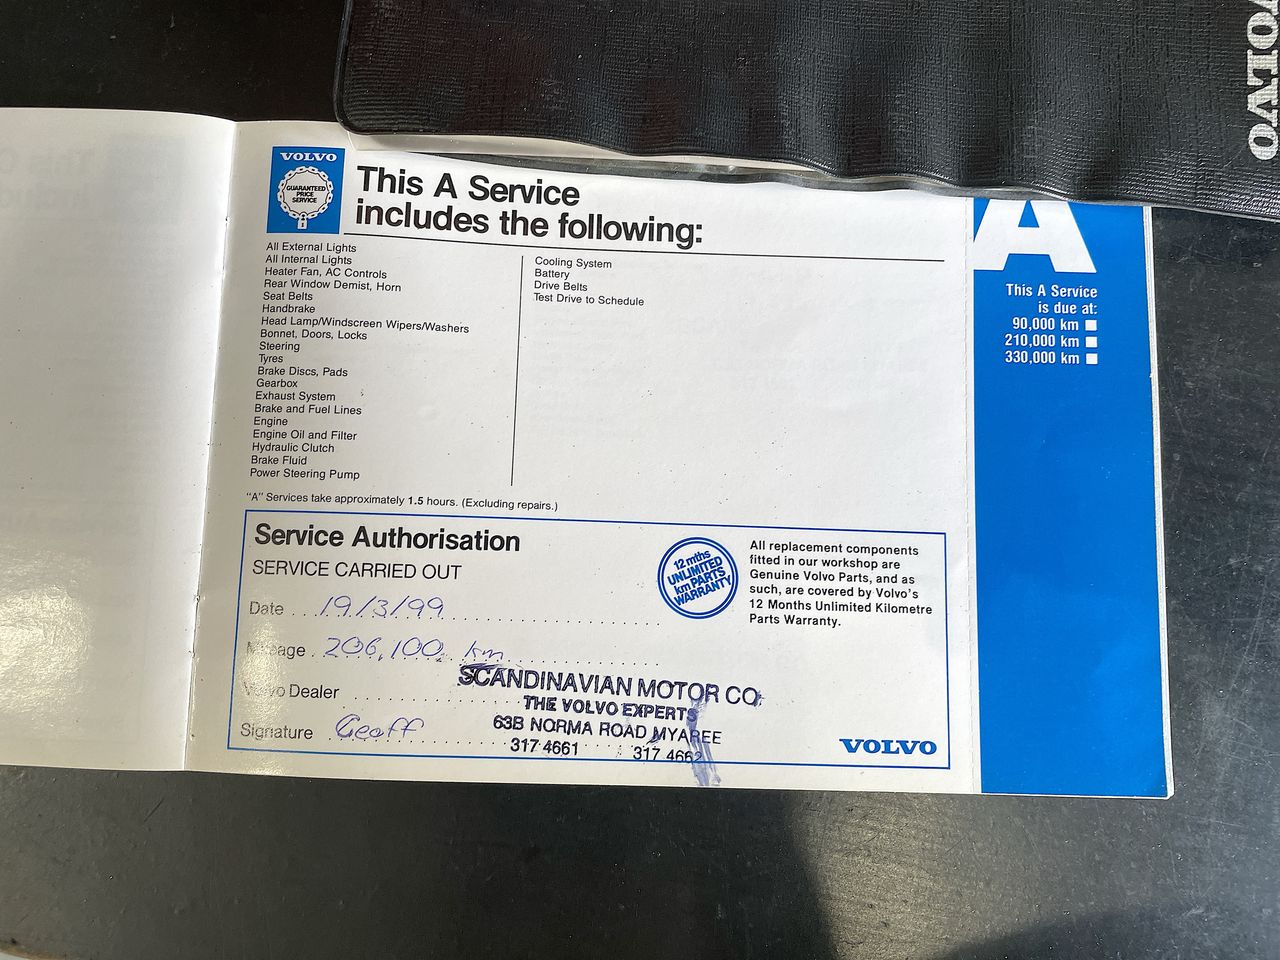 VOLVO
VOLVO
GUARANTEED
PRICE
SERVICE
This A Service
includes the following:
All External Lights
All Internal Lights
Heater Fan, AC Controls
Rear Window Demist, Horn
Seat Belts
Handbrake
Head Lamp/Windscreen Wipers/Washers
Bonnet, Doors, Locks
Steering
Tyres
Brake Discs, Pads
Gearbox
Exhaust System
Brake and Fuel Lines
Engine
Engine Oil and Filter
Hydraulic Clutch
Brake Fluid
Power Steering Pump
Cooling System
Battery
Drive Belts
Test Drive to Schedule
"A" Services take approximately 1.5 hours. (Excluding repairs.)
A
This A Service
is due at:
90,000 km
210,000 km
330,000 km
Service Authorisation
SERVICE CARRIED OUT
Date 19/3/99
Mileage 206,100 km
Volvo Dealer
SCANDINAVIAN MOTOR CO
THE VOLVO EXPERTS
63B NORMA ROAD MYAREE
317 4661 317 4662
Signature Geoff
12 mths
UNLIMITED
km PARTS
WARRANTY
All replacement components
fitted in our workshop are
Genuine Volvo Parts, and as
such, are covered by Volvo's
12 Months Unlimited Kilometre
Parts Warranty.
VOLVO